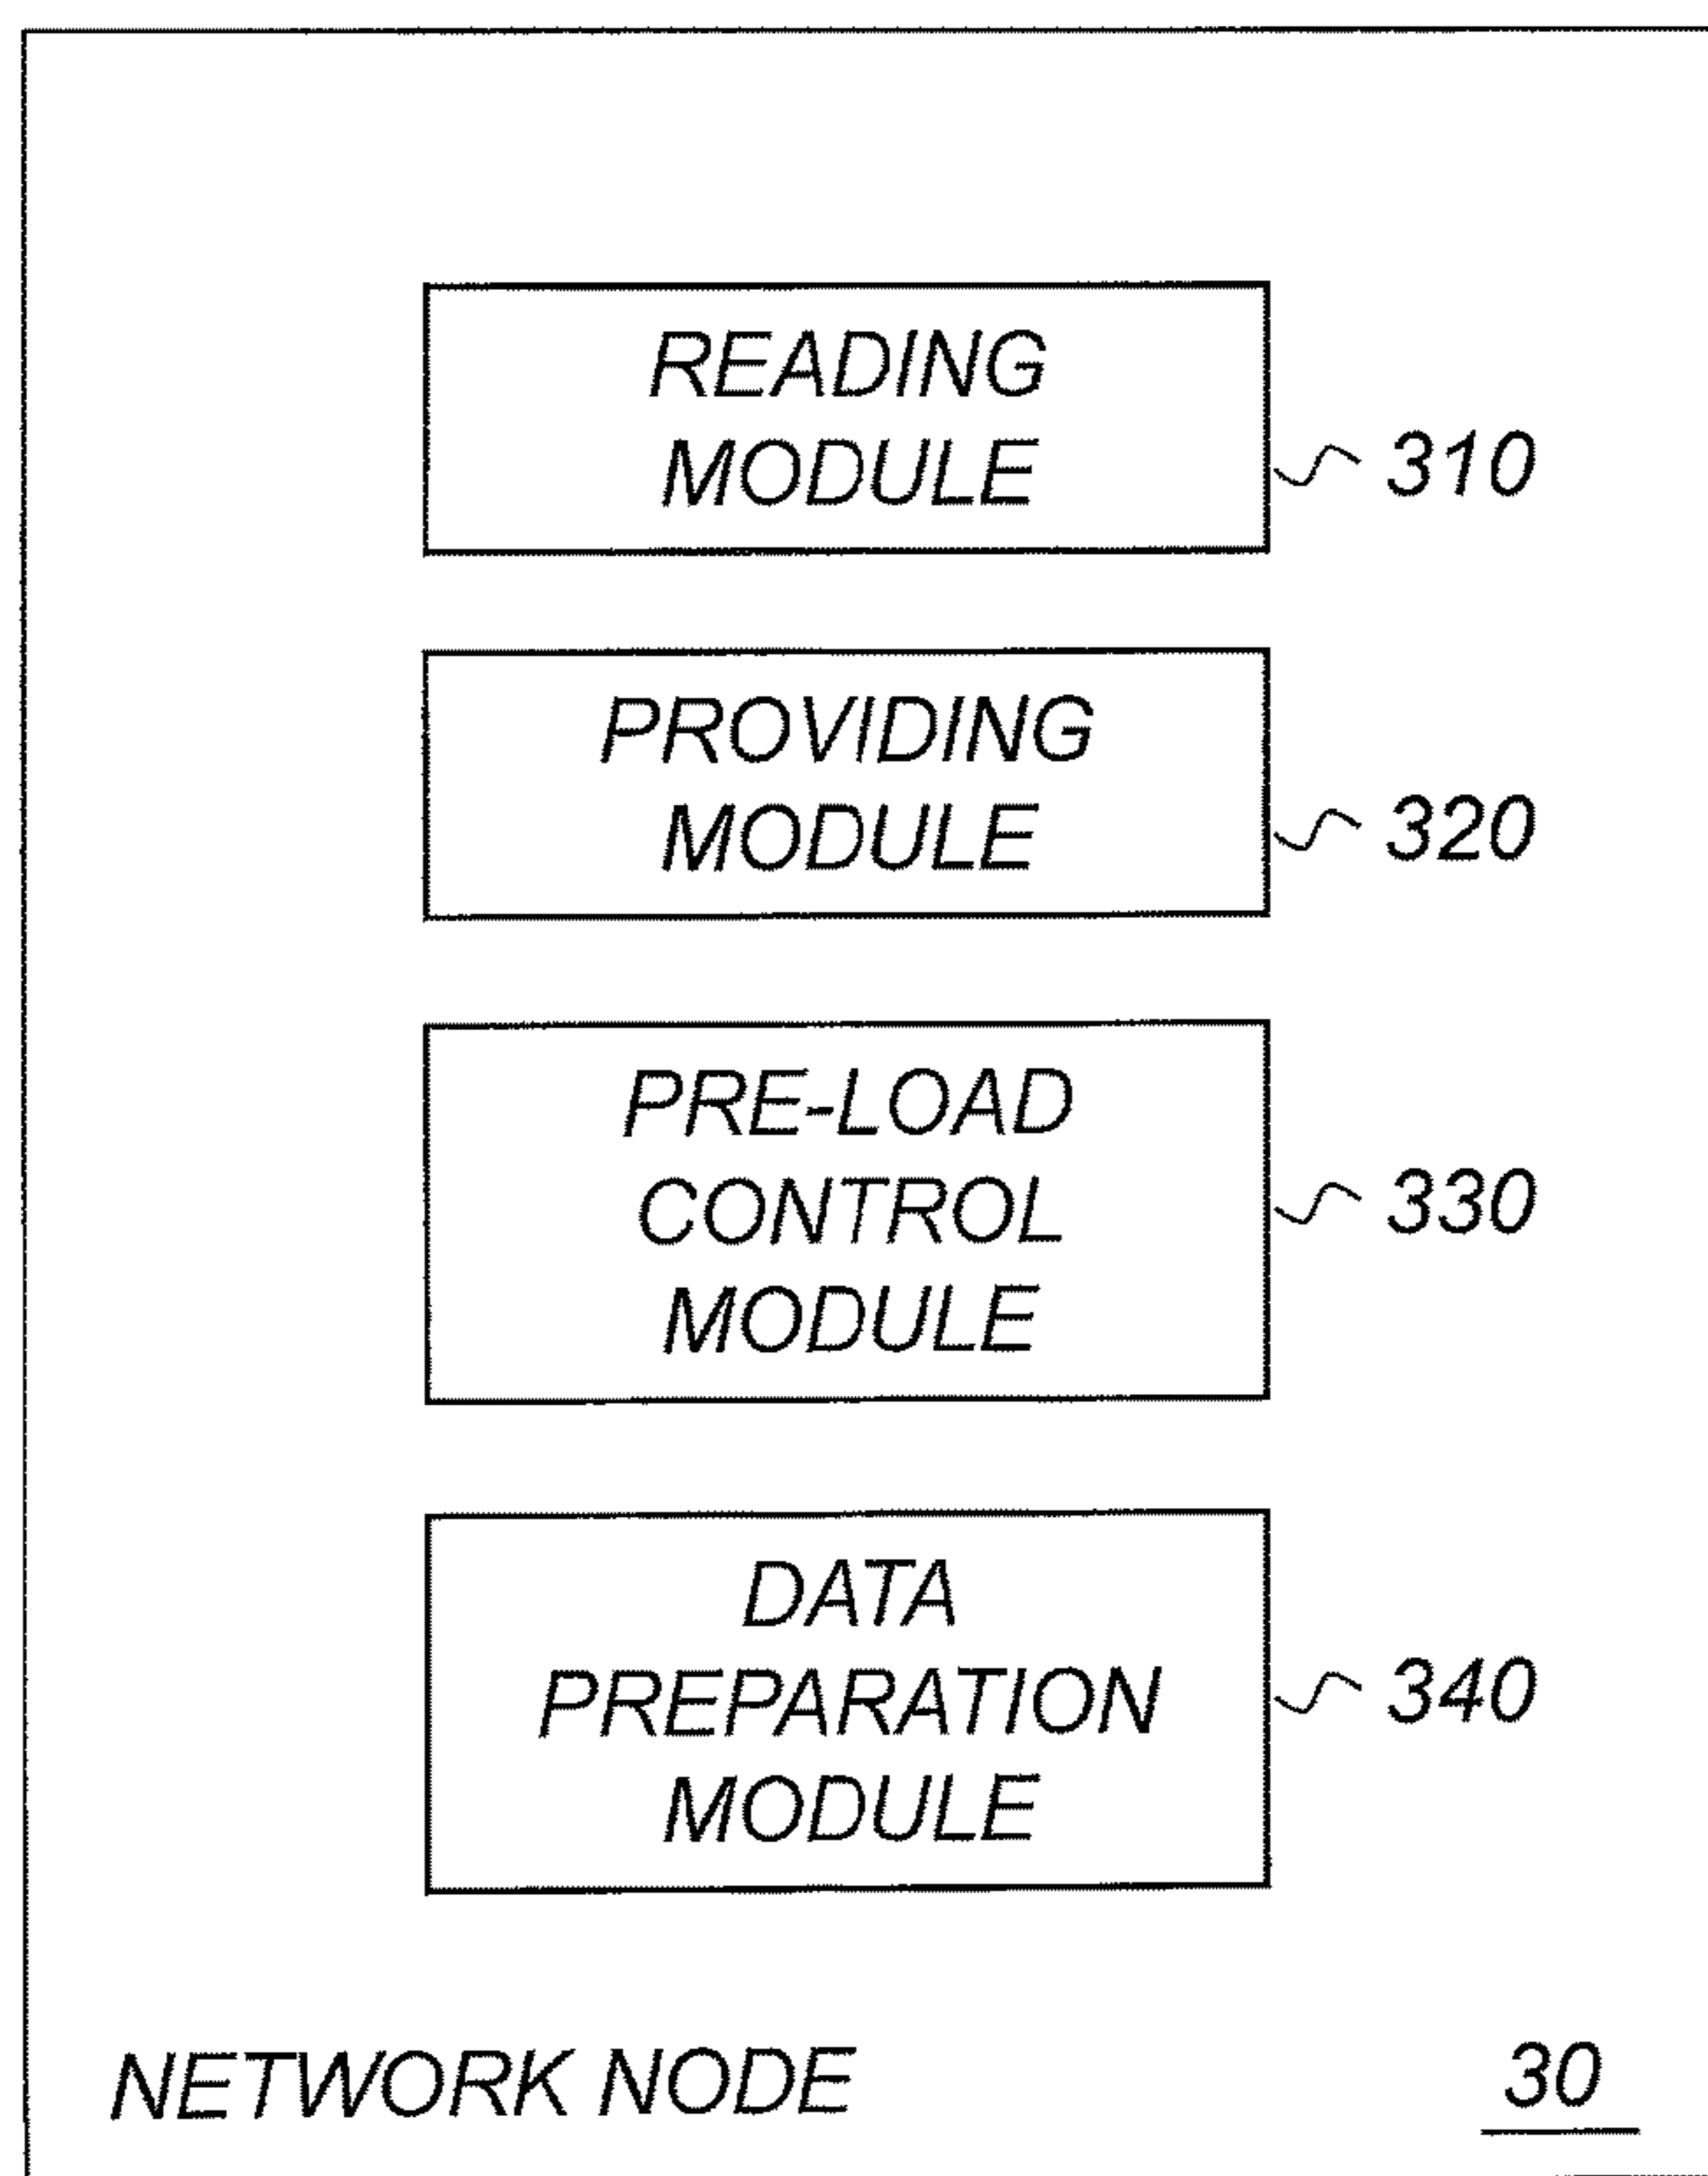 READING
MODULE
310
PROVIDING
MODULE
320
PRE-LOAD
CONTROL
MODULE
330
DATA
PREPARATION
MODULE
340
NETWORK NODE
30